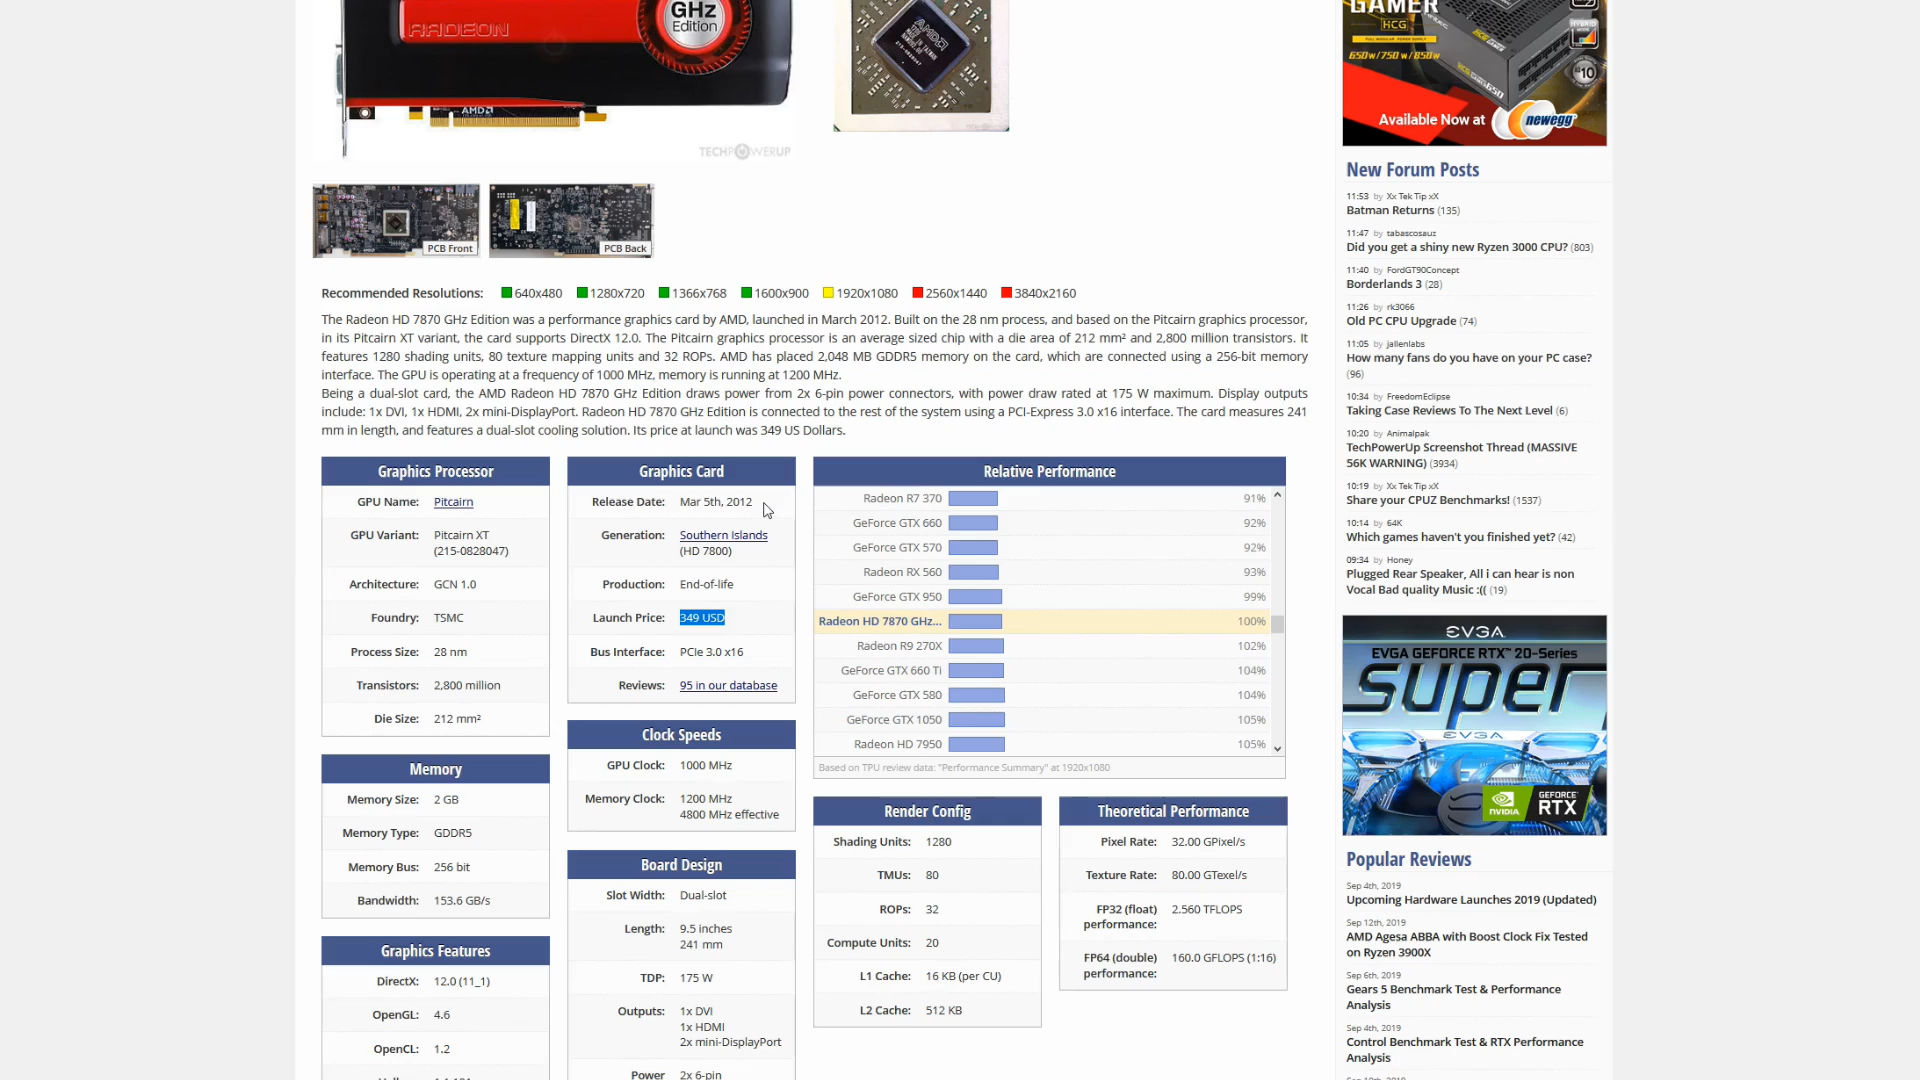 RADEON
GHz
Edition
AMD
TECHPOWERUP
PCB Front
PCB Back
GAMER
HCG
650w/750 w/850w
HYBRID
10
Available Now at newegg
New Forum Posts
11:53 by Xx Tek Tip xX
Batman Returns (135)
11:47 by tabascosauz
Did you get a shiny new Ryzen 3000 CPU? (803)
11:40 by FordGT90Concept
Borderlands 3 (28)
11:26 by rk3066
Old PC CPU Upgrade (74)
11:05 by jallenlabs
How many fans do you have on your PC case?
(96)
10:34 by FreedomEclipse
Taking Case Reviews To The Next Level (6)
10:20 by Animalpak
TechPowerUp Screenshot Thread (MASSIVE
56K WARNING) (3934)
10:19 by Xx Tek Tip xX
Share your CPUZ Benchmarks! (1537)
10:14 by 64K
Which games haven't you finished yet? (42)
09:34 by Honey
Plugged Rear Speaker, All i can hear is non
Vocal Bad quality Music :(( (19)
Recommended Resolutions: 640x480 1280x720 1366x768 1600x900 1920x1080 2560x1440 3840x2160
The Radeon HD 7870 GHz Edition was a performance graphics card by AMD, launched in March 2012. Built on the 28 nm process, and based on the Pitcairn graphics processor,
in its Pitcairn XT variant, the card supports DirectX 12.0. The Pitcairn graphics processor is an average sized chip with a die area of 212 mm² and 2,800 million transistors. It
features 1280 shading units, 80 texture mapping units and 32 ROPs. AMD has placed 2,048 MB GDDR5 memory on the card, which are connected using a 256-bit memory
interface. The GPU is operating at a frequency of 1000 MHz, memory is running at 1200 MHz.
Being a dual-slot card, the AMD Radeon HD 7870 GHz Edition draws power from 2x 6-pin power connectors, with power draw rated at 175 W maximum. Display outputs
include: 1x DVI, 1x HDMI, 2x mini-DisplayPort. Radeon HD 7870 GHz Edition is connected to the rest of the system using a PCI-Express 3.0 x16 interface. The card measures 241
mm in length, and features a dual-slot cooling solution. Its price at launch was 349 US Dollars.
Graphics Processor
GPU Name: Pitcairn
GPU Variant: Pitcairn XT
(215-0828047)
Architecture: GCN 1.0
Foundry: TSMC
Process Size: 28 nm
Transistors: 2,800 million
Die Size: 212 mm²
Memory
Memory Size: 2 GB
Memory Type: GDDR5
Memory Bus: 256 bit
Bandwidth: 153.6 GB/s
Graphics Features
DirectX: 12.0 (11_1)
OpenGL: 4.6
OpenCL: 1.2
Graphics Card
Release Date: Mar 5th, 2012
Generation: Southern Islands
(HD 7800)
Production: End-of-life
Launch Price: 349 USD
Bus Interface: PCIe 3.0 x16
Reviews: 95 in our database
Clock Speeds
GPU Clock: 1000 MHz
Memory Clock: 1200 MHz
4800 MHz effective
Board Design
Slot Width: Dual-slot
Length: 9.5 inches
241 mm
TDP: 175 W
Outputs: 1x DVI
1x HDMI
2x mini-DisplayPort
Power 2x 6-pin
Relative Performance
Radeon R7 370 91%
GeForce GTX 660 92%
GeForce GTX 570 92%
Radeon RX 560 93%
GeForce GTX 950 99%
Radeon HD 7870 GHz... 100%
Radeon R9 270X 102%
GeForce GTX 660 Ti 104%
GeForce GTX 580 104%
GeForce GTX 1050 105%
Radeon HD 7950 105%
Based on TPU review data: "Performance Summary" at 1920x1080
Render Config
Shading Units: 1280
TMUs: 80
ROPs: 32
Compute Units: 20
L1 Cache: 16 KB (per CU)
L2 Cache: 512 KB
Theoretical Performance
Pixel Rate: 32.00 GPixel/s
Texture Rate: 80.00 GTexel/s
FP32 (float) 2.560 TFLOPS
performance:
FP64 (double) 160.0 GFLOPS (1:16)
performance:
EVGA
EVGA GEFORCE RTX™ 20-Series
super
EVGA
NVIDIA
GEFORCE
RTX
Popular Reviews
Sep 4th, 2019
Upcoming Hardware Launches 2019 (Updated)
Sep 12th, 2019
AMD Agesa ABBA with Boost Clock Fix Tested
on Ryzen 3900X
Sep 6th, 2019
Gears 5 Benchmark Test & Performance
Analysis
Sep 4th, 2019
Control Benchmark Test & RTX Performance
Analysis